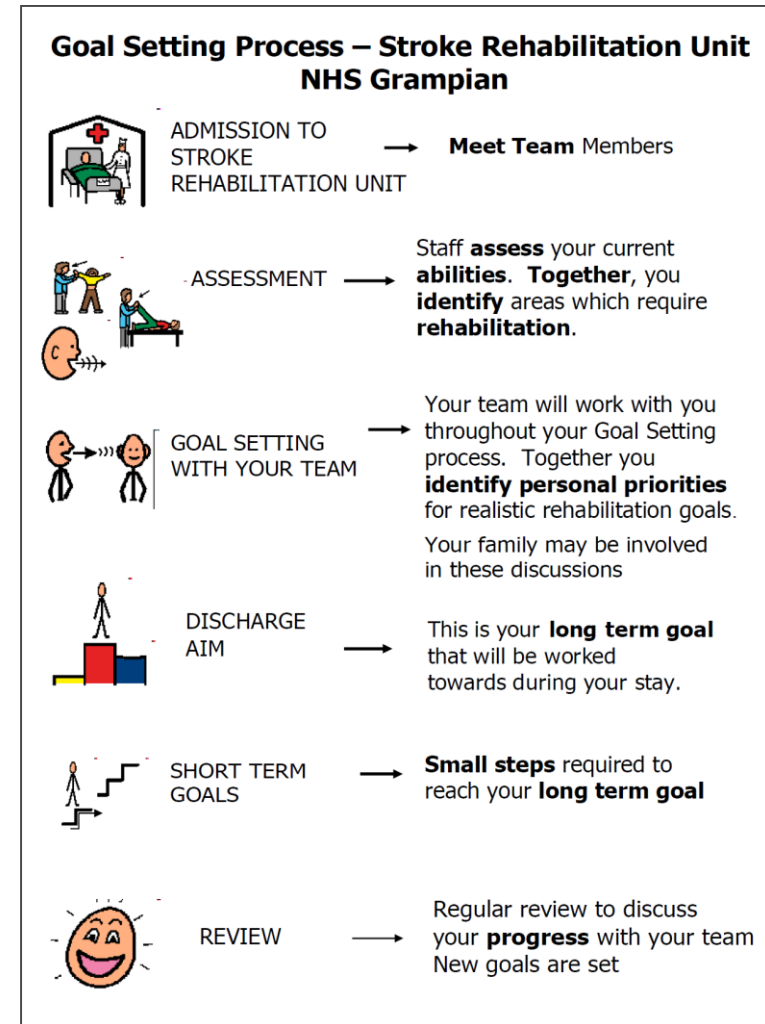 Goal Setting Process – Stroke Rehabilitation Unit
NHS Grampian
ADMISSION TO
STROKE
REHABILITATION UNIT
Meet Team Members
ASSESSMENT
Staff assess your current
abilities. Together, you
identify areas which require
rehabilitation.
GOAL SETTING
WITH YOUR TEAM
Your team will work with you
throughout your Goal Setting
process. Together you
identify personal priorities
for realistic rehabilitation goals.
Your family may be involved
in these discussions
DISCHARGE
AIM
This is your long term goal
that will be worked
towards during your stay.
SHORT TERM
GOALS
Small steps required to
reach your long term goal
REVIEW
Regular review to discuss
your progress with your team
New goals are set